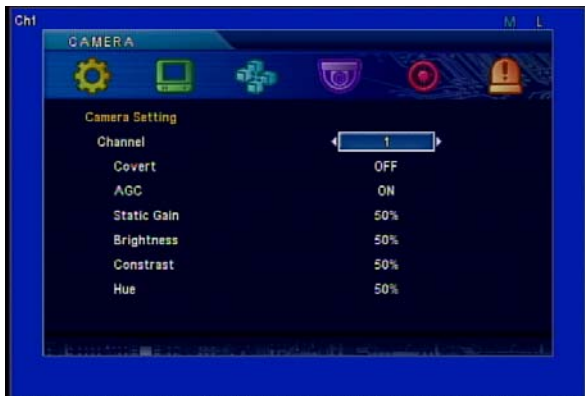 Ch1 M L
CAMERA
Camera Setting
Channel 1
Covert OFF
AGC ON
Static Gain 50%
Brightness 50%
Constrast 50%
Hue 50%